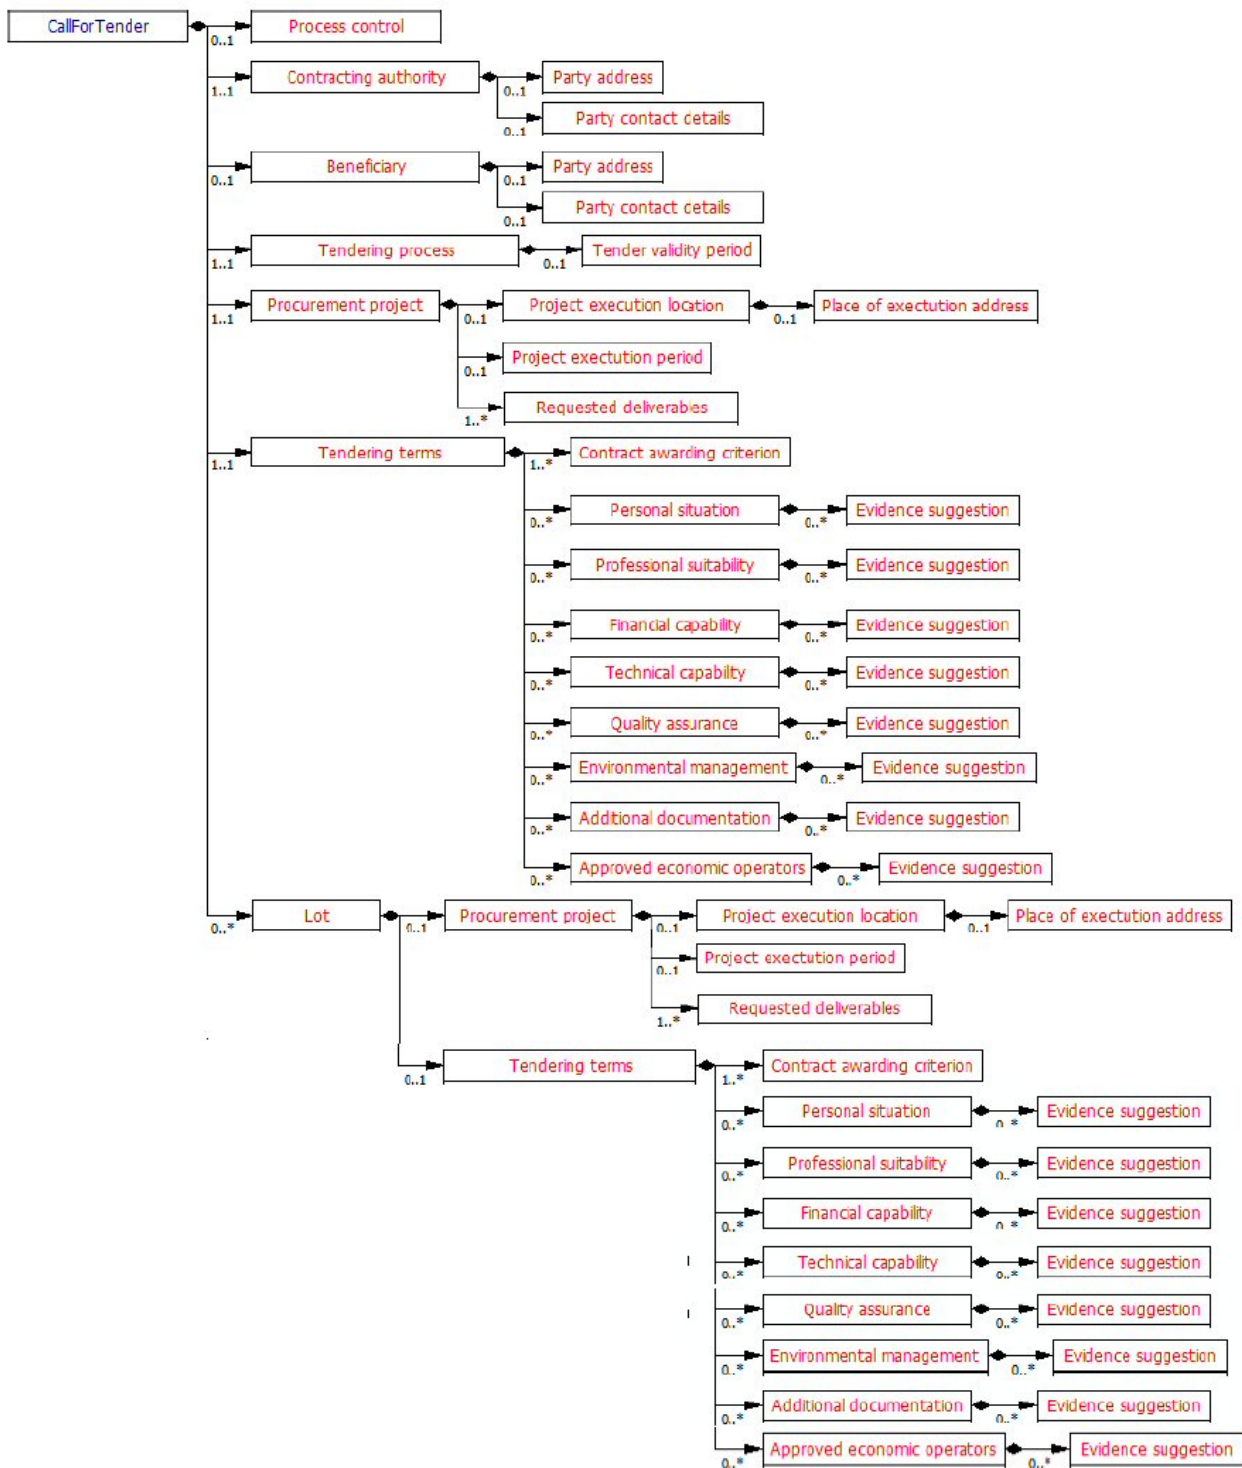 CallForTender
0..1
Process control
1..1
Contracting authority
0..1
Party address
0..1
Party contact details
0..1
Beneficiary
0..1
Party address
0..1
Party contact details
1..1
Tendering process
0..1
Tender validity period
1..1
Procurement project
0..1
Project execution location
0..1
Place of exectution address
0..1
Project exectution period
1..*
Requested deliverables
1..1
Tendering terms
1..*
Contract awarding criterion
0..*
Personal situation
0..*
Evidence suggestion
0..*
Professional suitability
0..*
Evidence suggestion
0..*
Financial capability
0..*
Evidence suggestion
0..*
Technical capability
0..*
Evidence suggestion
0..*
Quality assurance
0..*
Evidence suggestion
0..*
Environmental management
0..*
Evidence suggestion
0..*
Additional documentation
0..*
Evidence suggestion
0..*
Approved economic operators
0..*
Evidence suggestion
0..*
Lot
0..1
Procurement project
0..1
Project execution location
0..1
Place of exectution address
0..1
Project exectution period
1..*
Requested deliverables
0..1
Tendering terms
1..*
Contract awarding criterion
0..*
Personal situation
0..*
Evidence suggestion
0..*
Professional suitability
0..*
Evidence suggestion
0..*
Financial capability
0..*
Evidence suggestion
0..*
Technical capability
0..*
Evidence suggestion
0..*
Quality assurance
0..*
Evidence suggestion
0..*
Environmental management
0..*
Evidence suggestion
0..*
Additional documentation
0..*
Evidence suggestion
0..*
Approved economic operators
0..*
Evidence suggestion